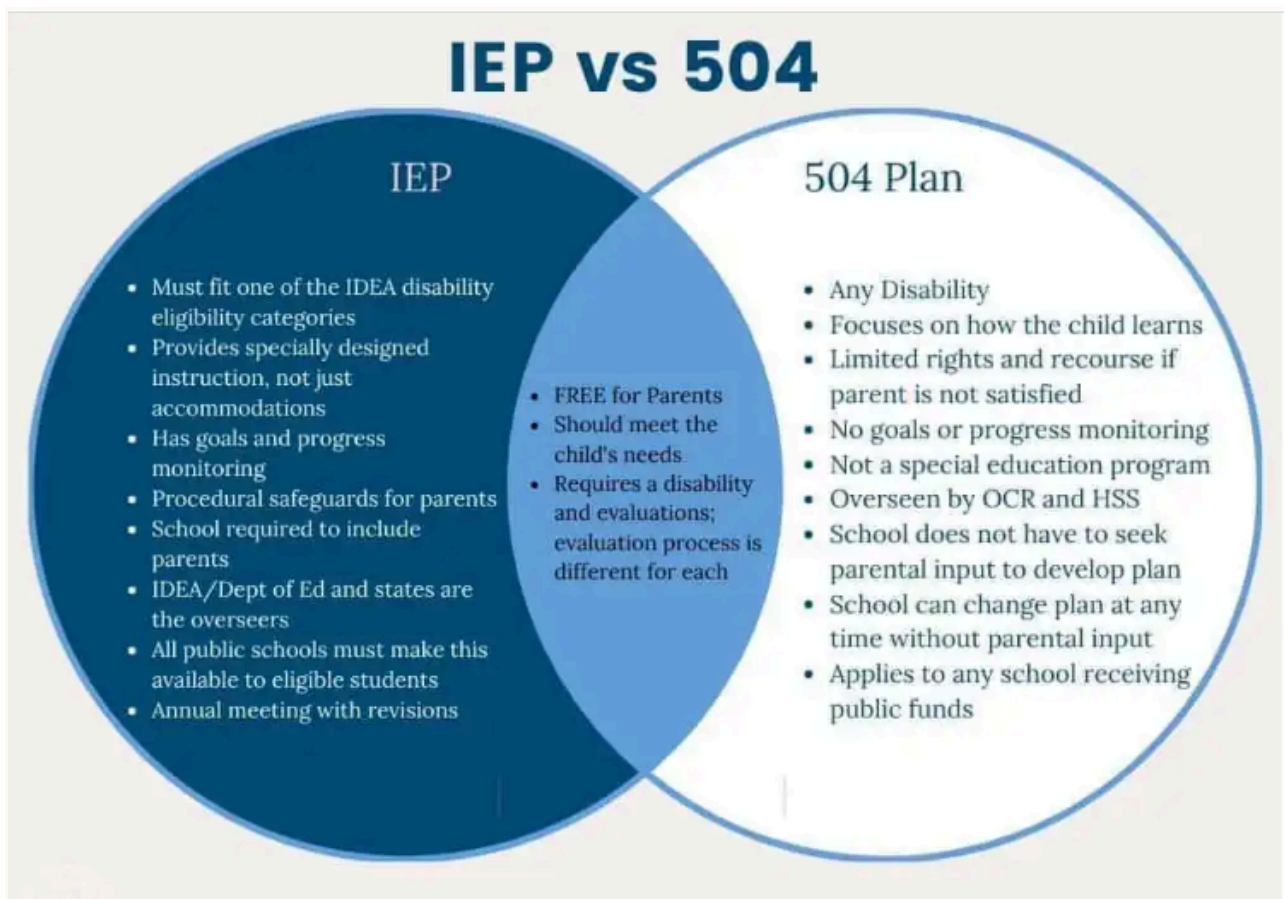 IEP vs 504
IEP
• Must fit one of the IDEA disability
eligibility categories
• Provides specially designed
instruction, not just
accommodations
• Has goals and progress
monitoring
• Procedural safeguards for parents
• School required to include
parents
• IDEA/Dept of Ed and states are
the overseers
• All public schools must make this
available to eligible students
• Annual meeting with revisions
• FREE for Parents
• Should meet the
child's needs
• Requires a disability
and evaluations;
evaluation process is
different for each
504 Plan
• Any Disability
• Focuses on how the child learns
• Limited rights and recourse if
parent is not satisfied
• No goals or progress monitoring
• Not a special education program
• Overseen by OCR and HSS
• School does not have to seek
parental input to develop plan
• School can change plan at any
time without parental input
• Applies to any school receiving
public funds